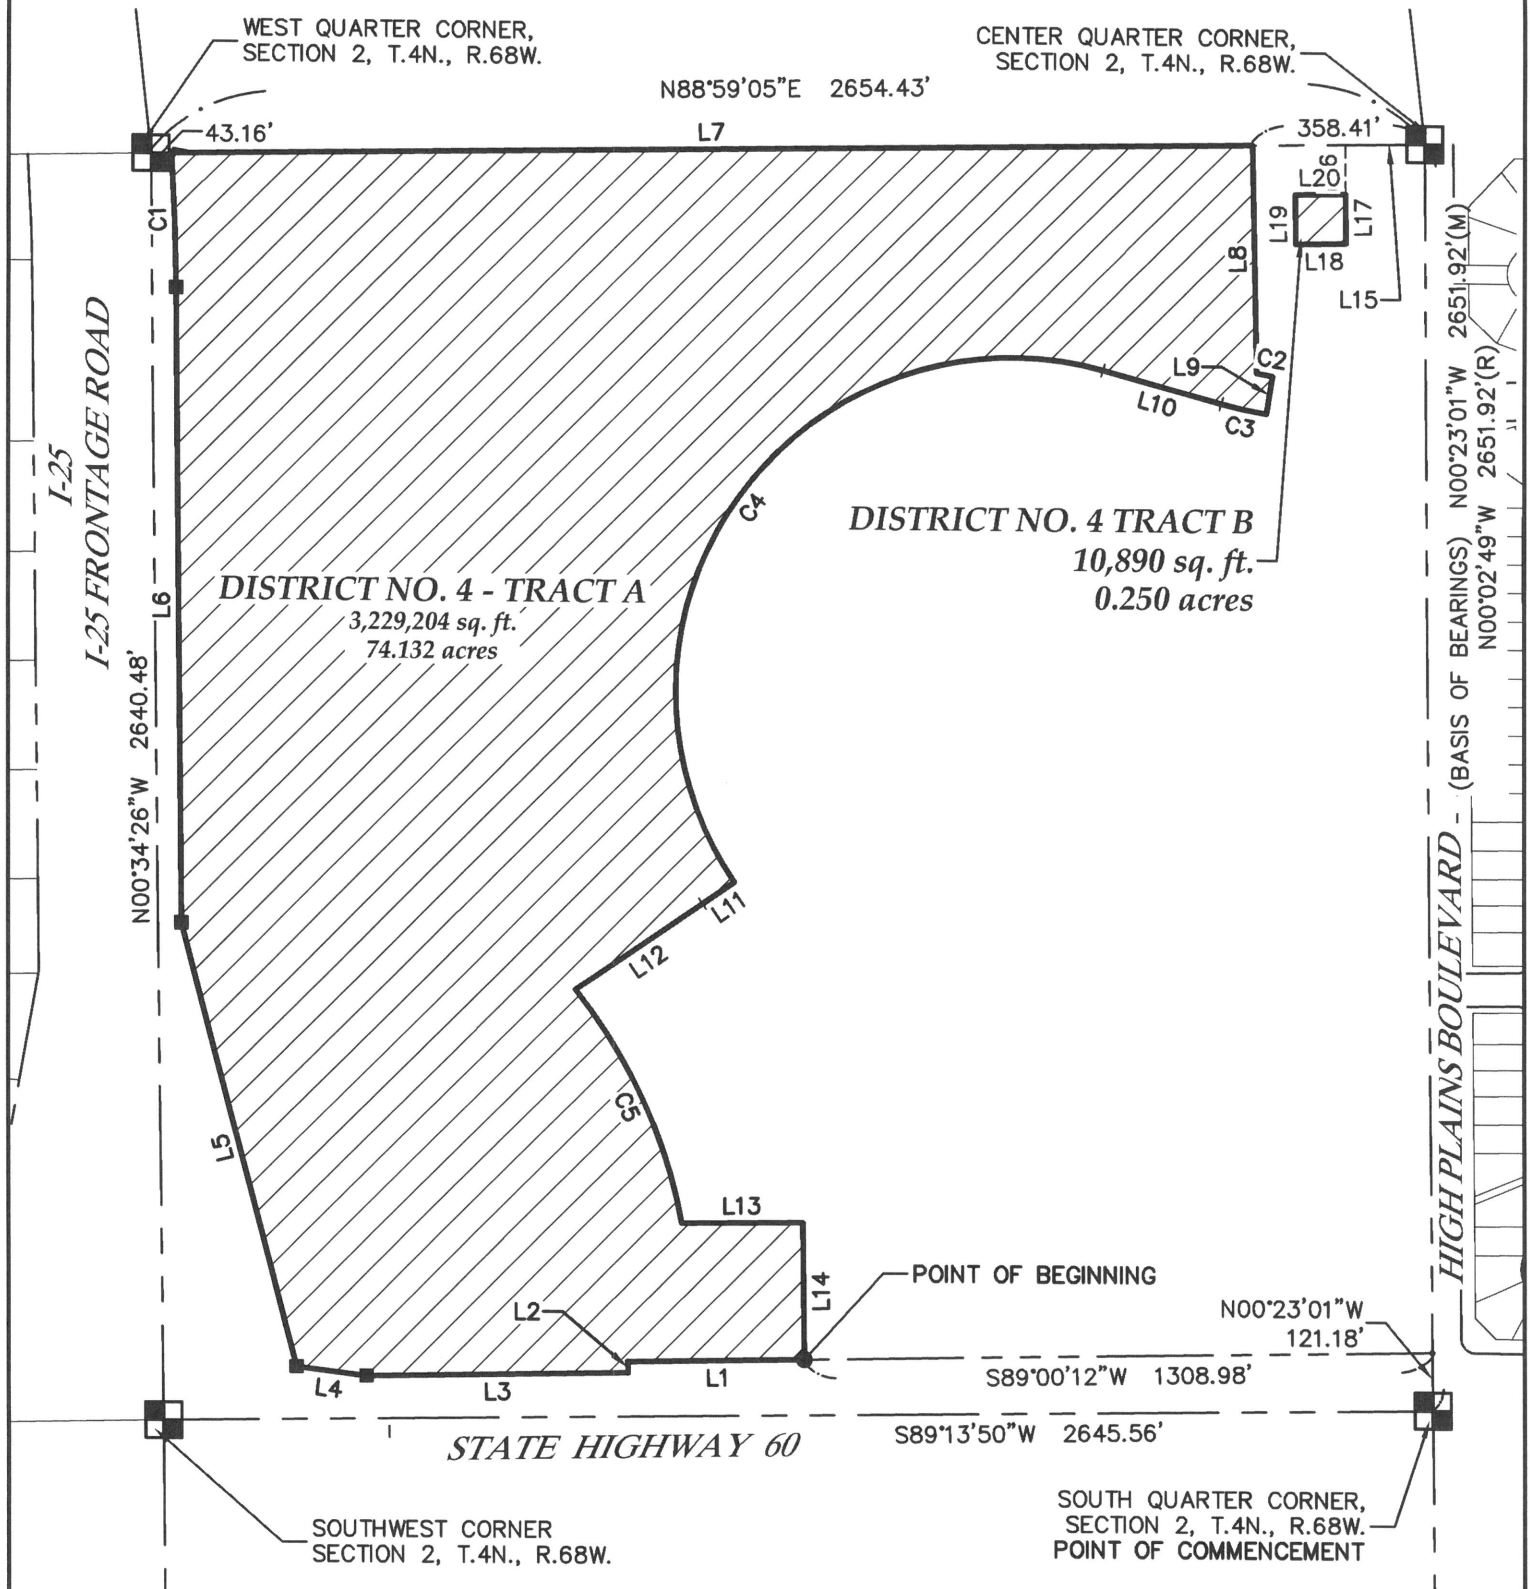 WEST QUARTER CORNER,
SECTION 2, T.4N., R.68W.
CENTER QUARTER CORNER,
SECTION 2, T.4N., R.68W.
N88°59'05"E 2654.43'
43.16'
L7
358.41'
C1
L20
6
L19
L17
L18
L8
L15
C2
L9
L10
C3
I-25
I-25 FRONTAGE ROAD
C4
DISTRICT NO. 4 TRACT B
10,890 sq. ft.
0.250 acres
DISTRICT NO. 4 - TRACT A
3,229,204 sq. ft.
74.132 acres
L6
N00°34'26"W 2640.48'
(BASIS OF BEARINGS) N00°23'01"W 2651.92'(M)
N00°02'49"W 2651.92'(R)
HIGH PLAINS BOULEVARD
L11
L12
C5
L5
L13
L14
POINT OF BEGINNING
L2
N00°23'01"W
121.18'
L4
L3
L1
S89°00'12"W 1308.98'
S89°13'50"W 2645.56'
STATE HIGHWAY 60
SOUTHWEST CORNER
SECTION 2, T.4N., R.68W.
SOUTH QUARTER CORNER,
SECTION 2, T.4N., R.68W.
POINT OF COMMENCEMENT